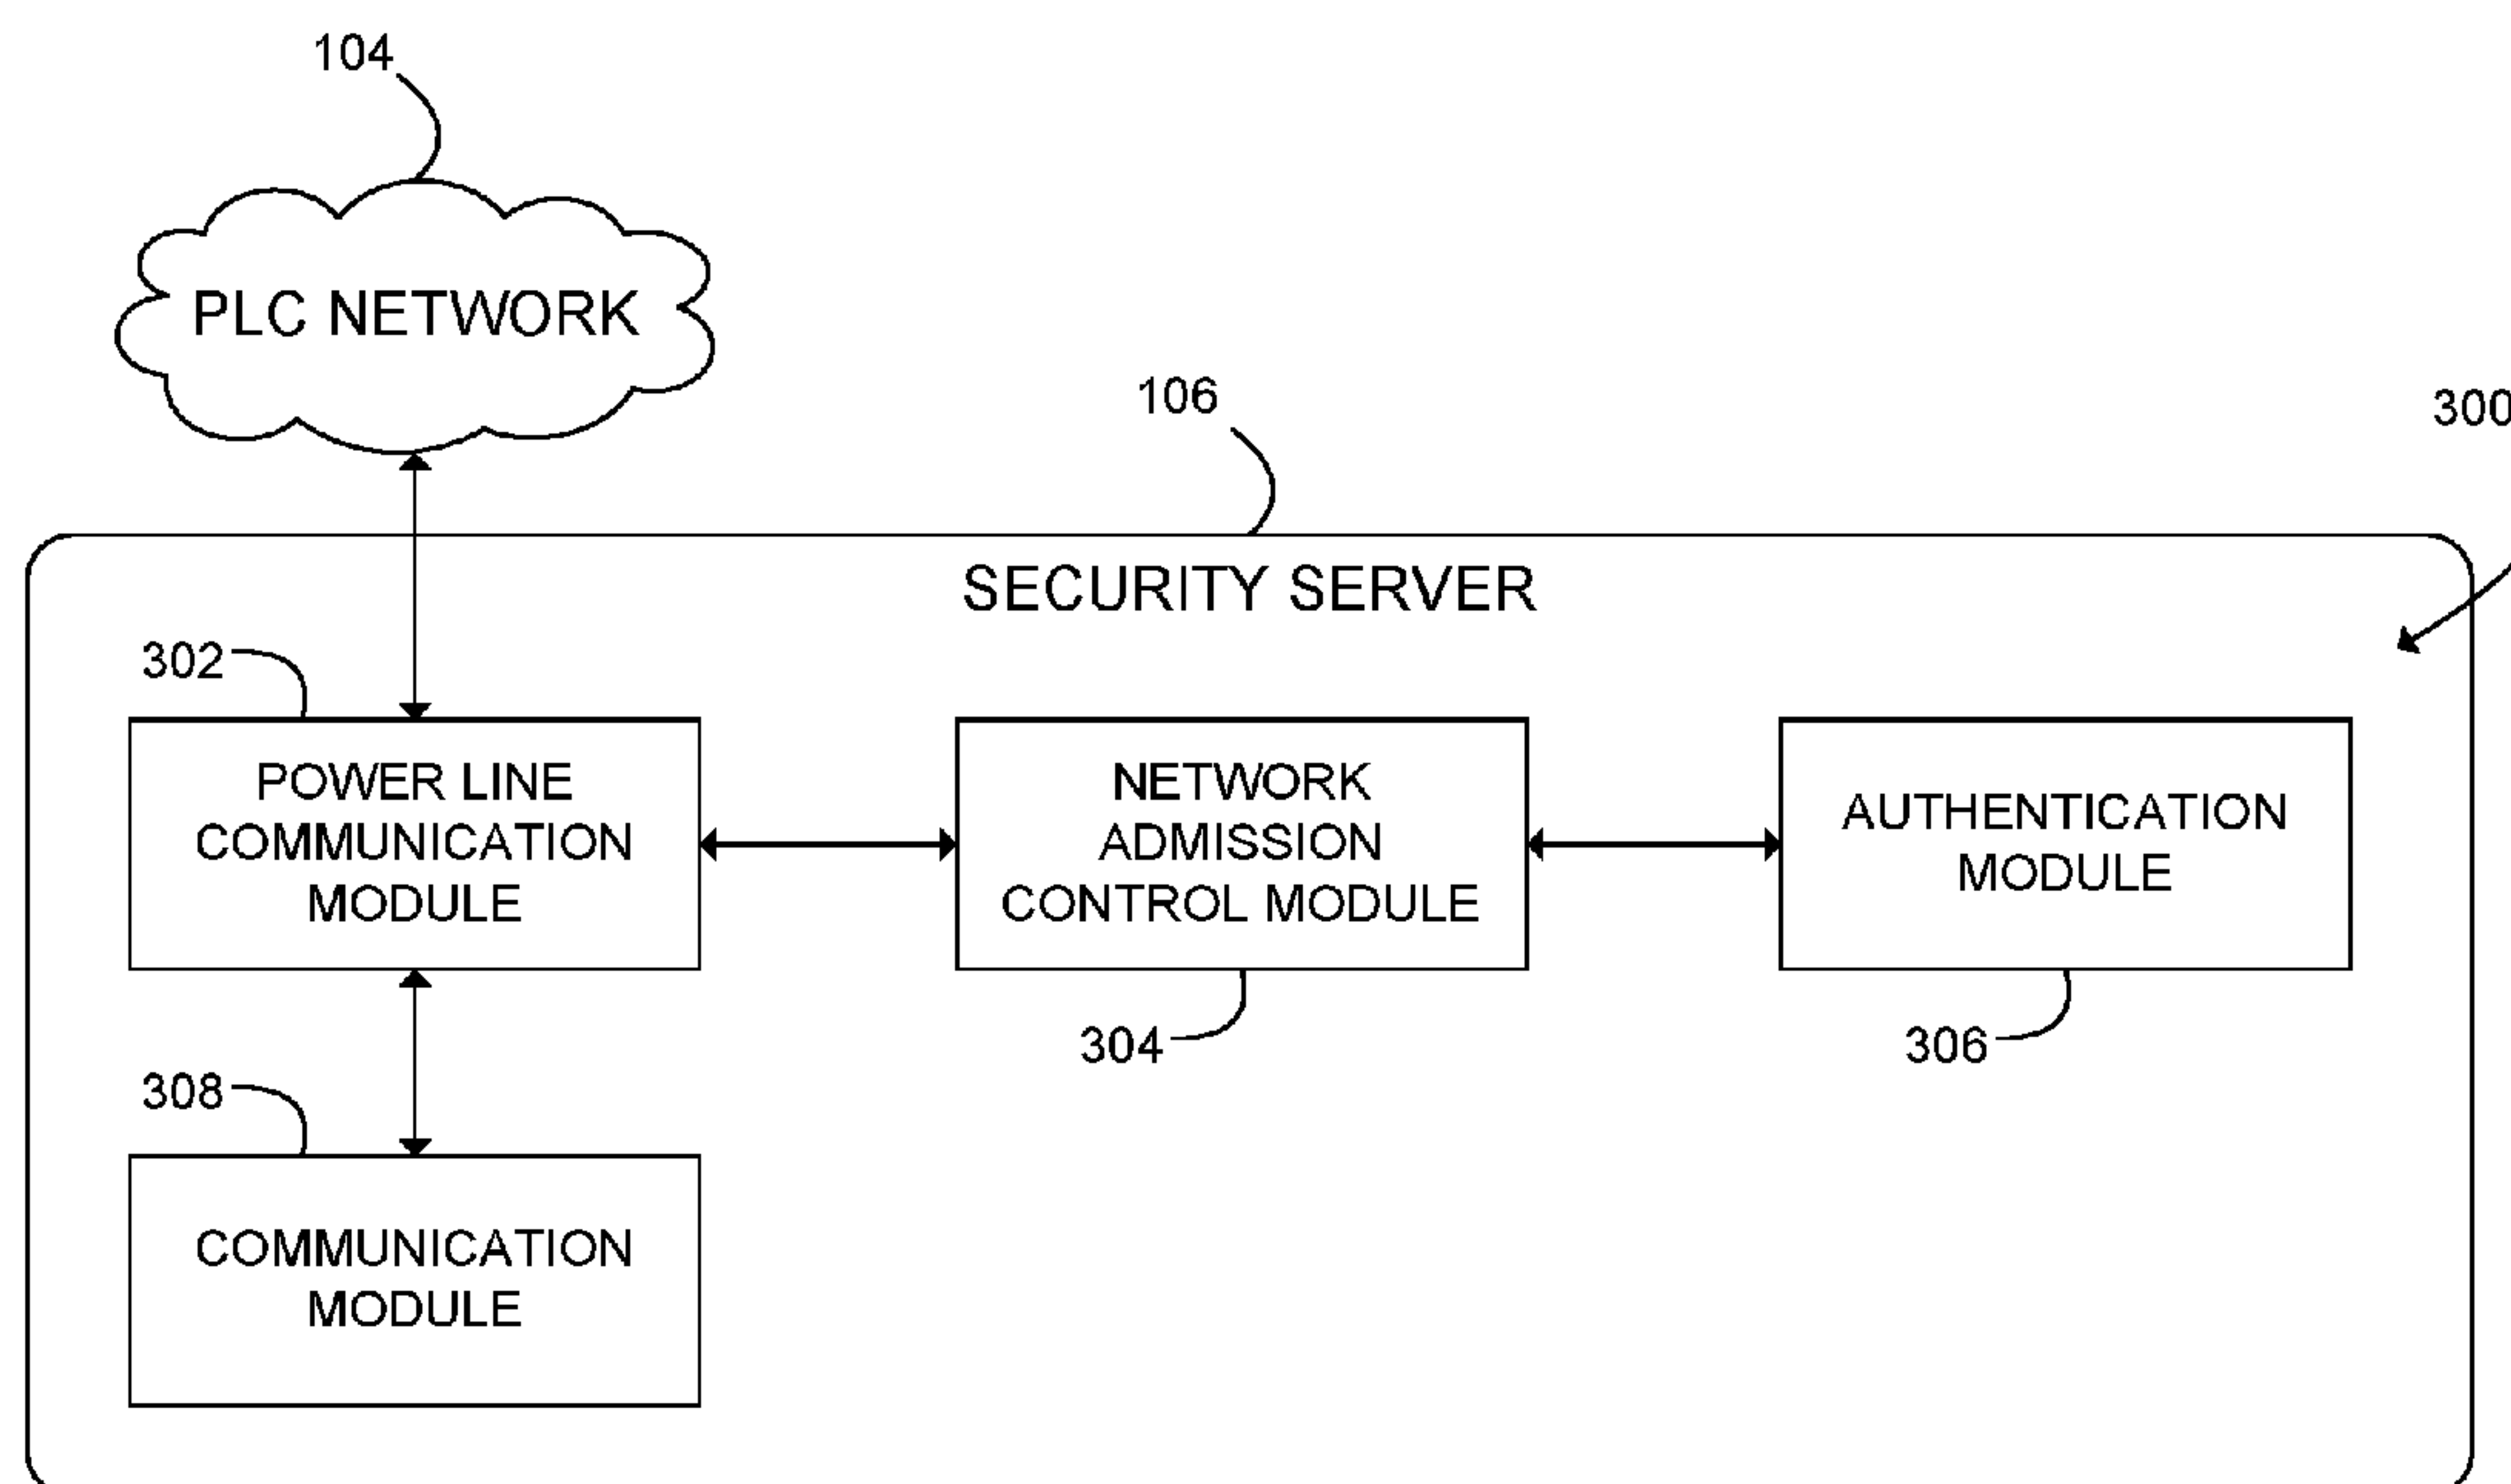 104
PLC NETWORK
106
300
SECURITY SERVER
302
POWER LINE
COMMUNICATION
MODULE
NETWORK
ADMISSION
CONTROL MODULE
AUTHENTICATION
MODULE
304
306
308
COMMUNICATION
MODULE